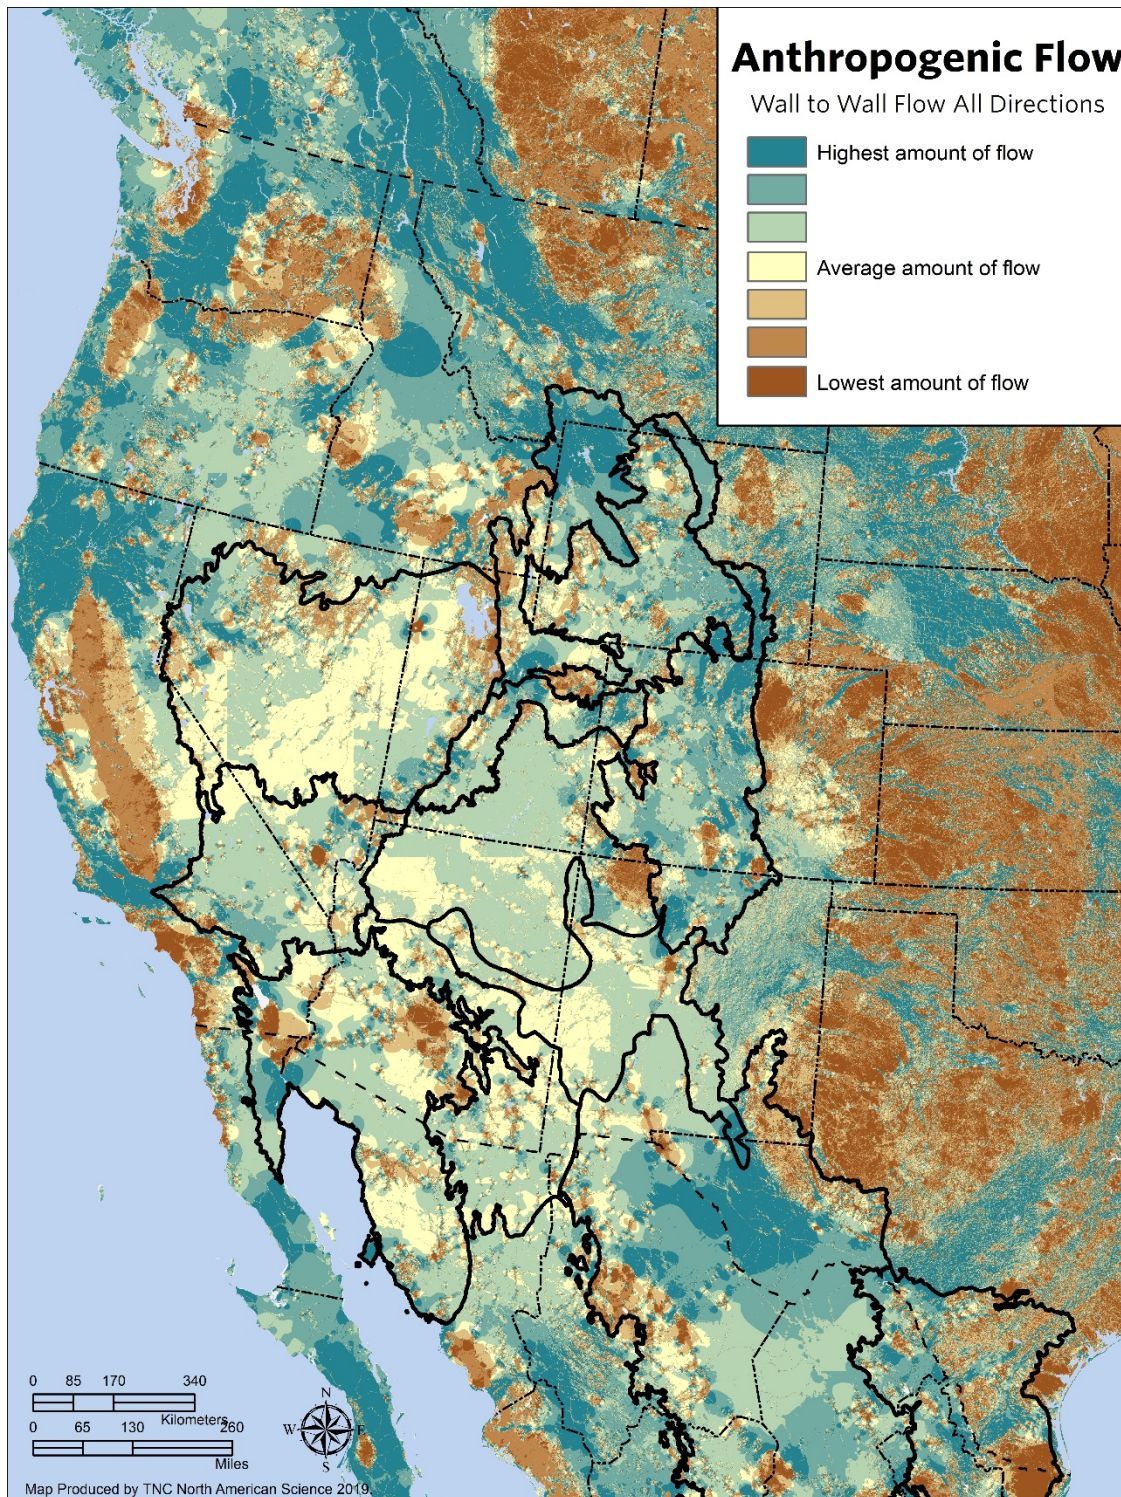 Anthropogenic Flow
Wall to Wall Flow All Directions
Highest amount of flow
Average amount of flow
Lowest amount of flow
0 85 170 340
Kilometers
0 65 130 260
Miles
N
W E
S
Map Produced by TNC North American Science 2019.